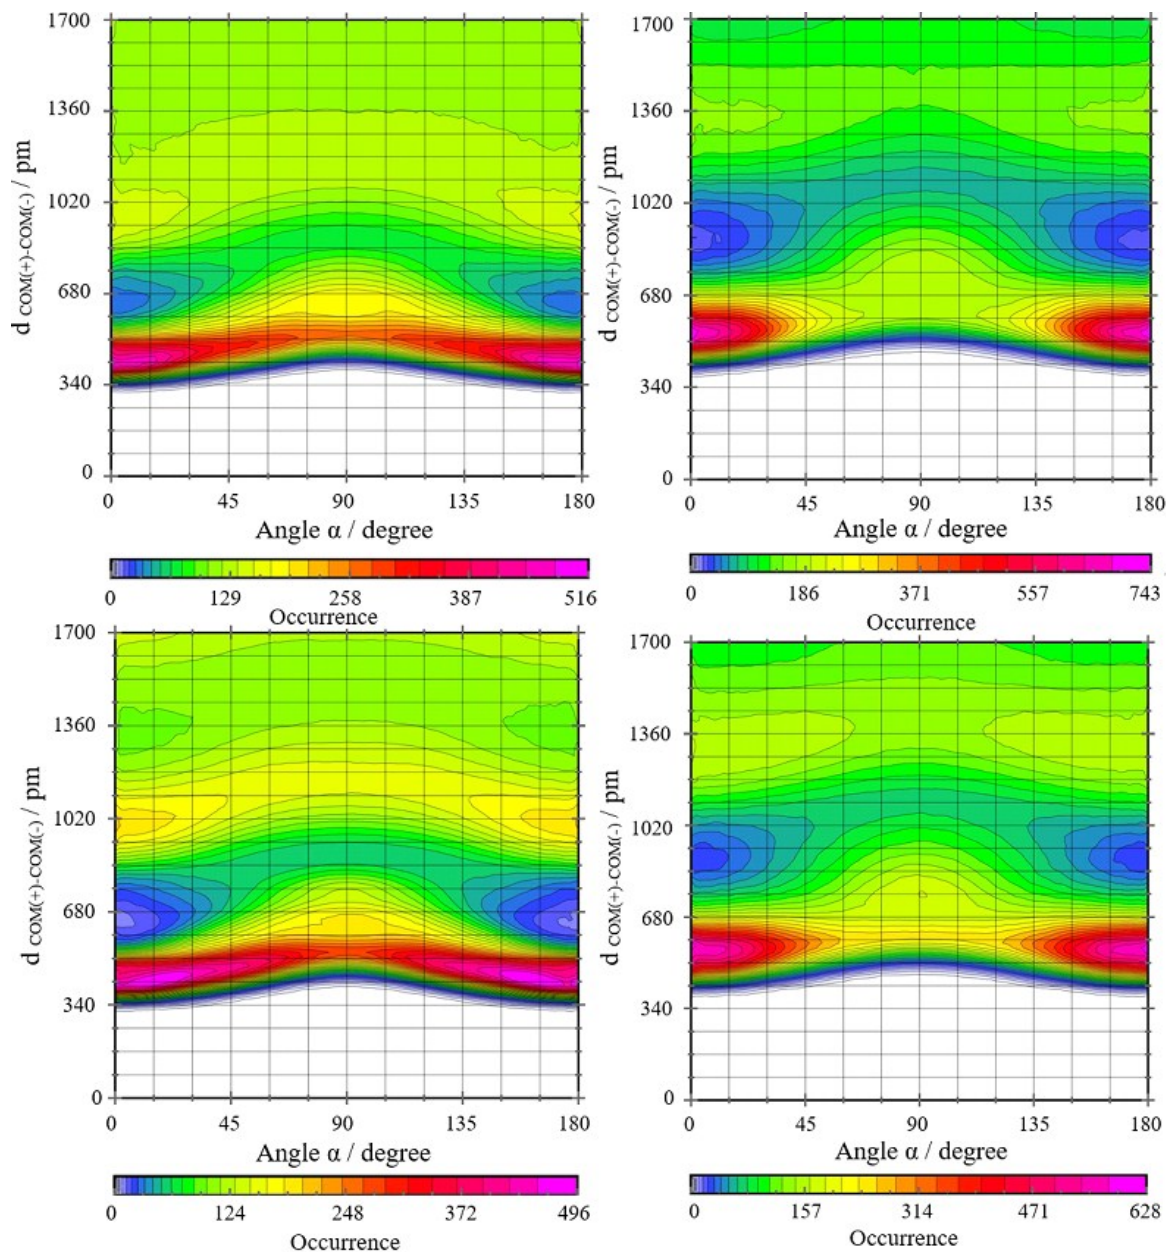 1700
1360
1020
680
340
0
d COM(+)-COM(-) / pm
0 45 90 135 180
Angle α / degree
0 129 258 387 516
Occurrence
1700
1360
1020
680
340
0
d COM(+)-COM(-) / pm
0 45 90 135 180
Angle α / degree
0 186 371 557 743
Occurrence
1700
1360
1020
680
340
0
d COM(+)-COM(-) / pm
0 45 90 135 180
Angle α / degree
0 124 248 372 496
Occurrence
1700
1360
1020
680
340
0
d COM(+)-COM(-) / pm
0 45 90 135 180
Angle α / degree
0 157 314 471 628
Occurrence